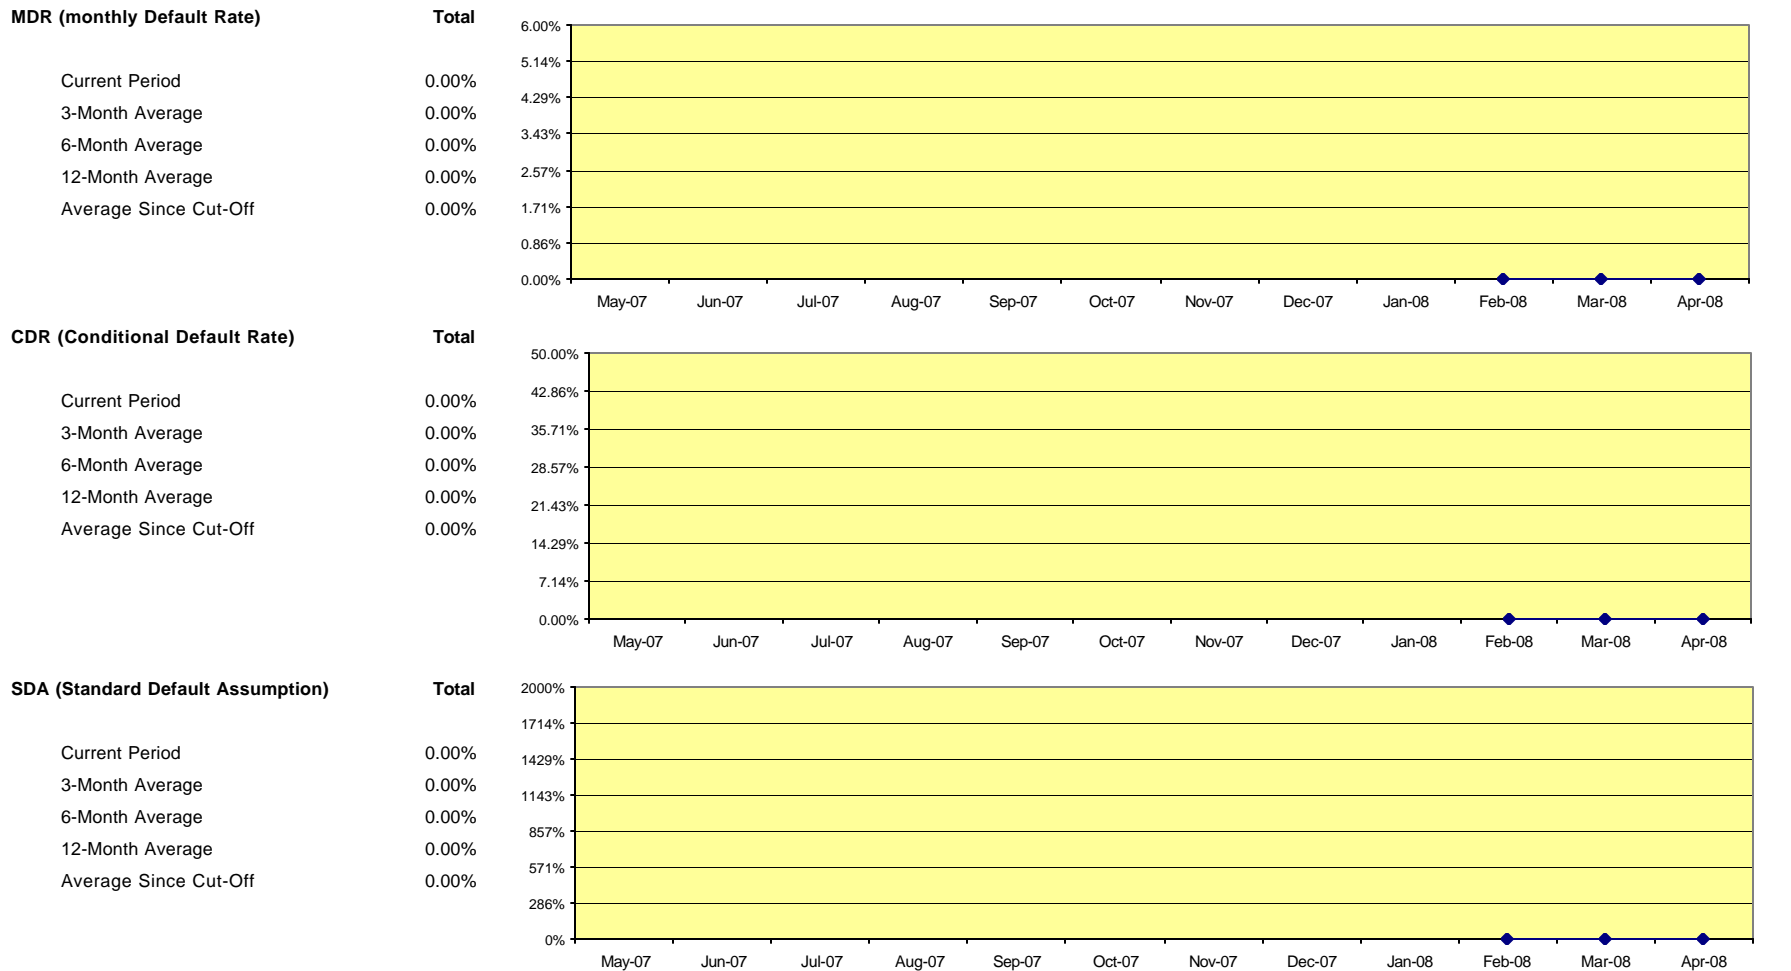 MDR (monthly Default Rate) Total
Current Period 0.00%
3-Month Average 0.00%
6-Month Average 0.00%
12-Month Average 0.00%
Average Since Cut-Off 0.00%
6.00%
5.14%
4.29%
3.43%
2.57%
1.71%
0.86%
0.00%
May-07 Jun-07 Jul-07 Aug-07 Sep-07 Oct-07 Nov-07 Dec-07 Jan-08 Feb-08 Mar-08 Apr-08
CDR (Conditional Default Rate) Total
Current Period 0.00%
3-Month Average 0.00%
6-Month Average 0.00%
12-Month Average 0.00%
Average Since Cut-Off 0.00%
50.00%
42.86%
35.71%
28.57%
21.43%
14.29%
7.14%
0.00%
May-07 Jun-07 Jul-07 Aug-07 Sep-07 Oct-07 Nov-07 Dec-07 Jan-08 Feb-08 Mar-08 Apr-08
SDA (Standard Default Assumption) Total
Current Period 0.00%
3-Month Average 0.00%
6-Month Average 0.00%
12-Month Average 0.00%
Average Since Cut-Off 0.00%
2000%
1714%
1429%
1143%
857%
571%
286%
0%
May-07 Jun-07 Jul-07 Aug-07 Sep-07 Oct-07 Nov-07 Dec-07 Jan-08 Feb-08 Mar-08 Apr-08